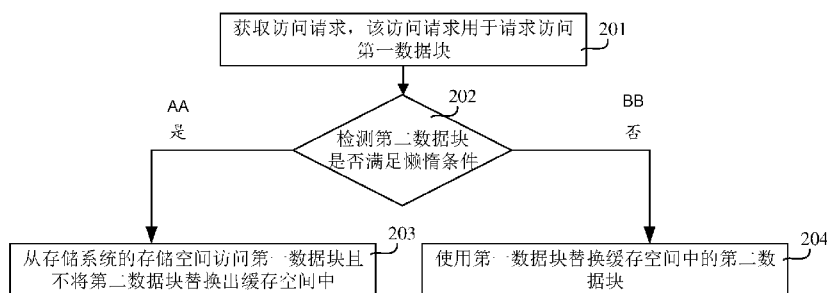 获取访问请求，该访问请求用于请求访问
第一数据块
201
202
AA
是
BB
否
检测第二数据块
是否满足懒惰条件
203
204
从存储系统的存储空间访问第一数据块且
不将第二数据块替换出缓存空间中
使用第一数据块替换缓存空间中的第二数
据块